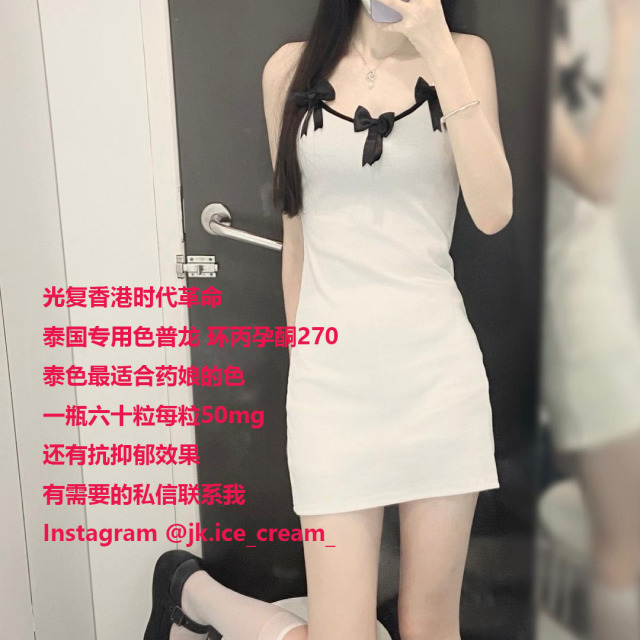 光复香港时代革命
泰国专用色普龙 环丙孕酮270
泰色最适合药娘的色
一瓶六十粒每粒50mg
还有抗抑郁效果
有需要的私信联系我
Instagram @jk.ice_cream_